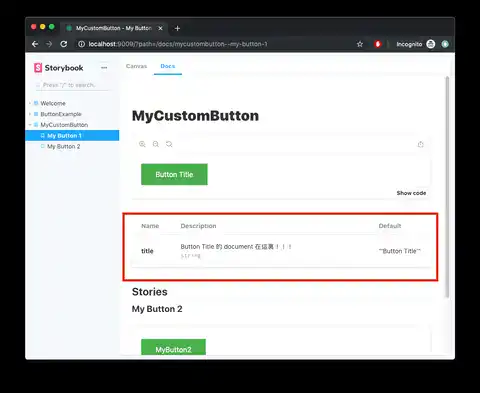 MyCustomButton - My Button
localhost:9009/?path=/docs/mycustombutton--my-button-1
Incognito
Storybook
Canvas
Docs
Press "/" to search...
Welcome
ButtonExample
MyCustomButton
My Button 1
My Button 2
MyCustomButton
Button Title
Show code
Name Description Default
title Button Title 的 document 在這裏！！！ "'Button Title'"
string
Stories
My Button 2
MyButton2